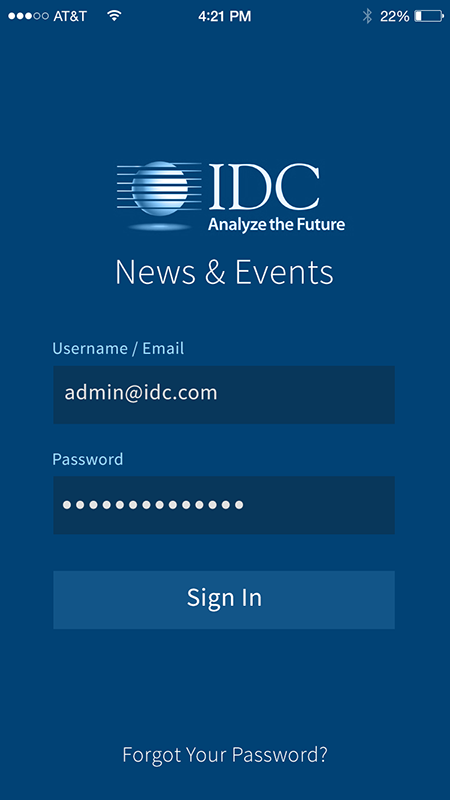 AT&T 4:21 PM 22%
IDC
Analyze the Future
News & Events
Username / Email
admin@idc.com
Password
••••••••••••••
Sign In
Forgot Your Password?